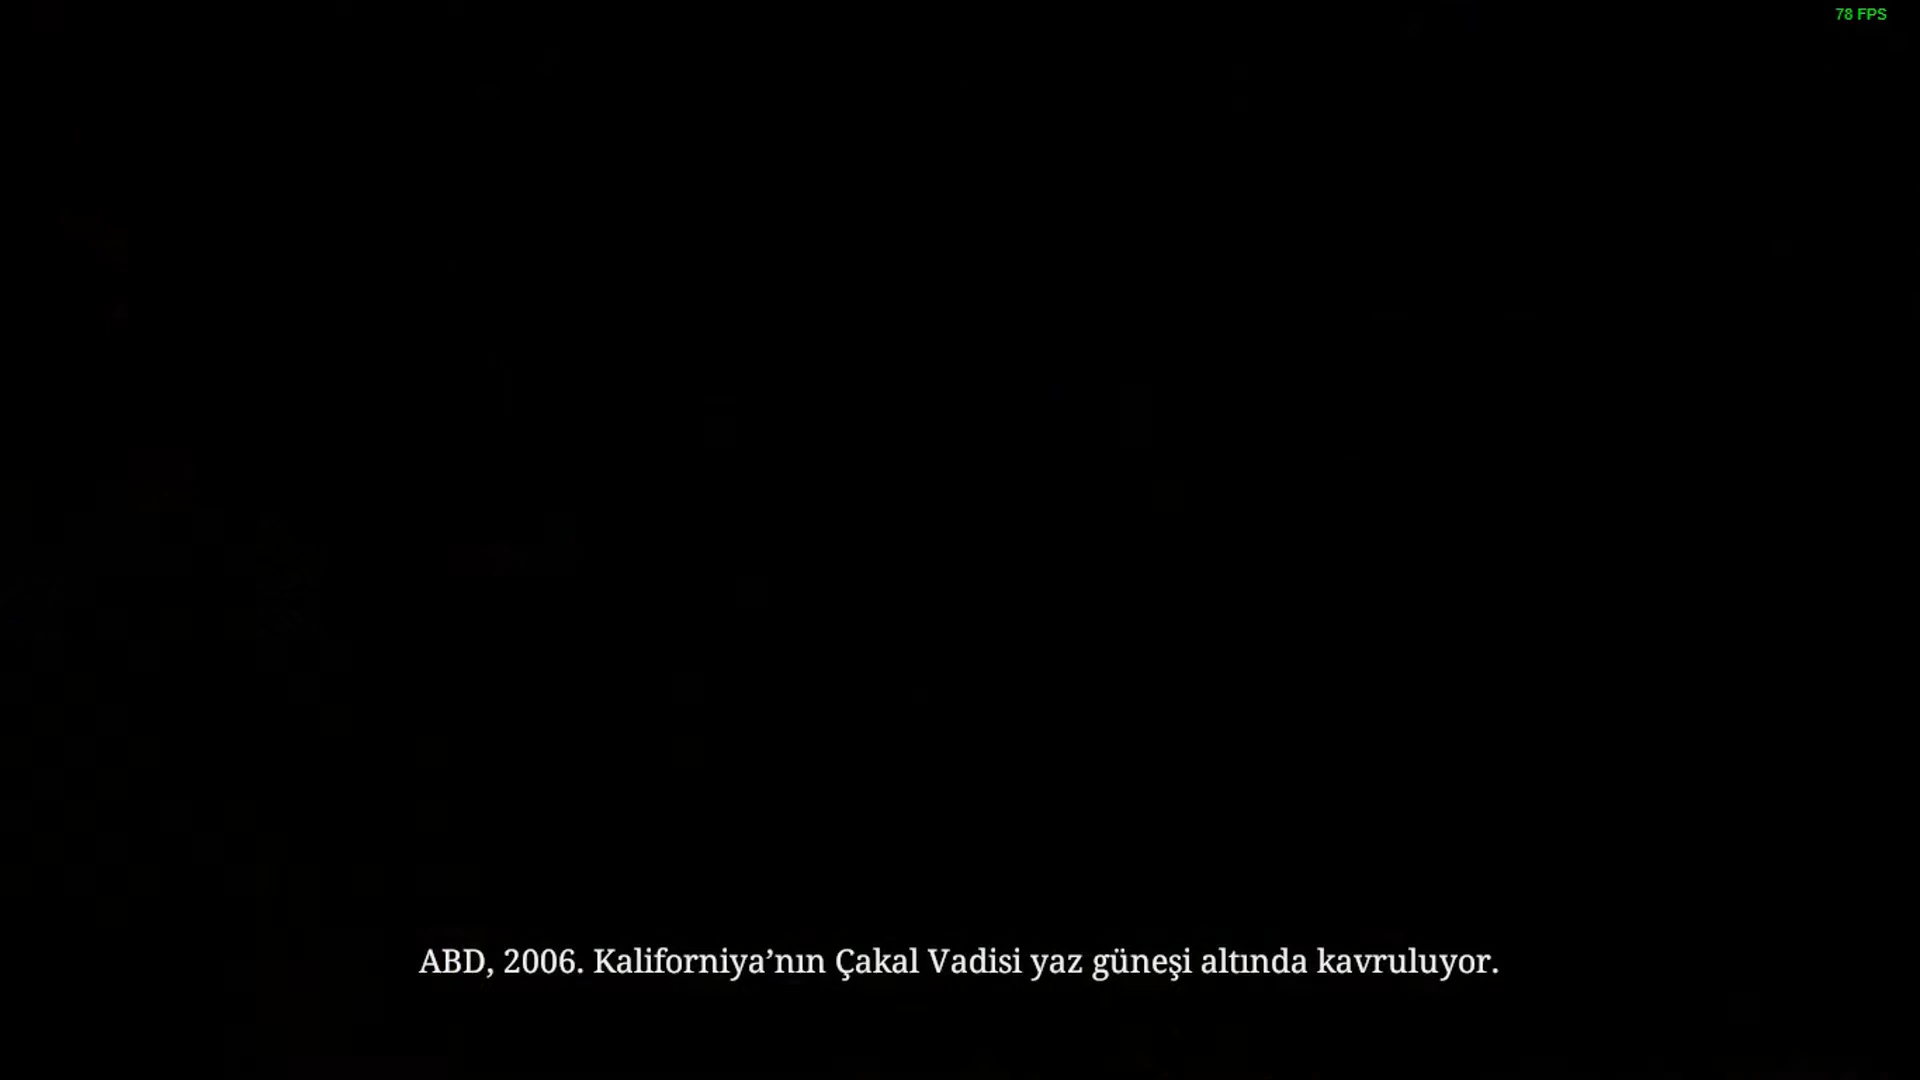 78 FPS
ABD, 2006. Kaliforniya’nın Çakal Vadisi yaz güneşi altında kavruluyor.